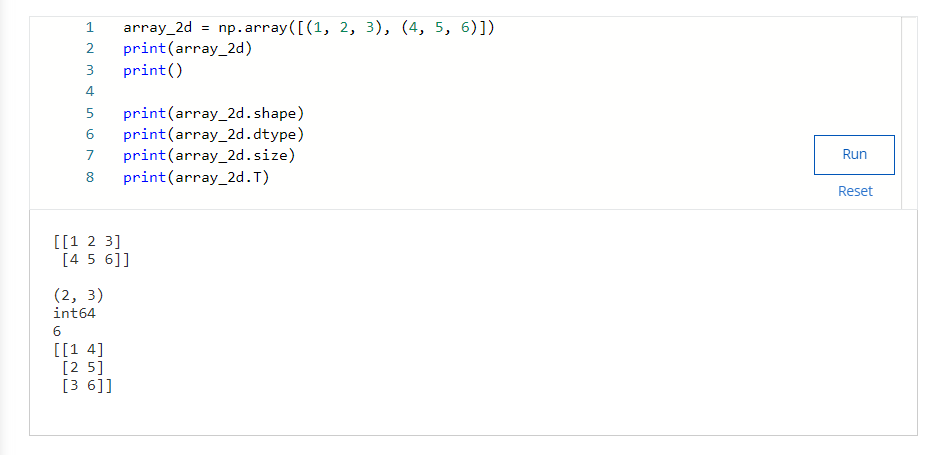 1 array_2d = np.array([(1, 2, 3), (4, 5, 6)])
2 print(array_2d)
3 print()
4
5 print(array_2d.shape)
6 print(array_2d.dtype)
7 print(array_2d.size)
8 print(array_2d.T)
Run
Reset
[[1 2 3]
 [4 5 6]]
(2, 3)
int64
6
[[1 4]
 [2 5]
 [3 6]]